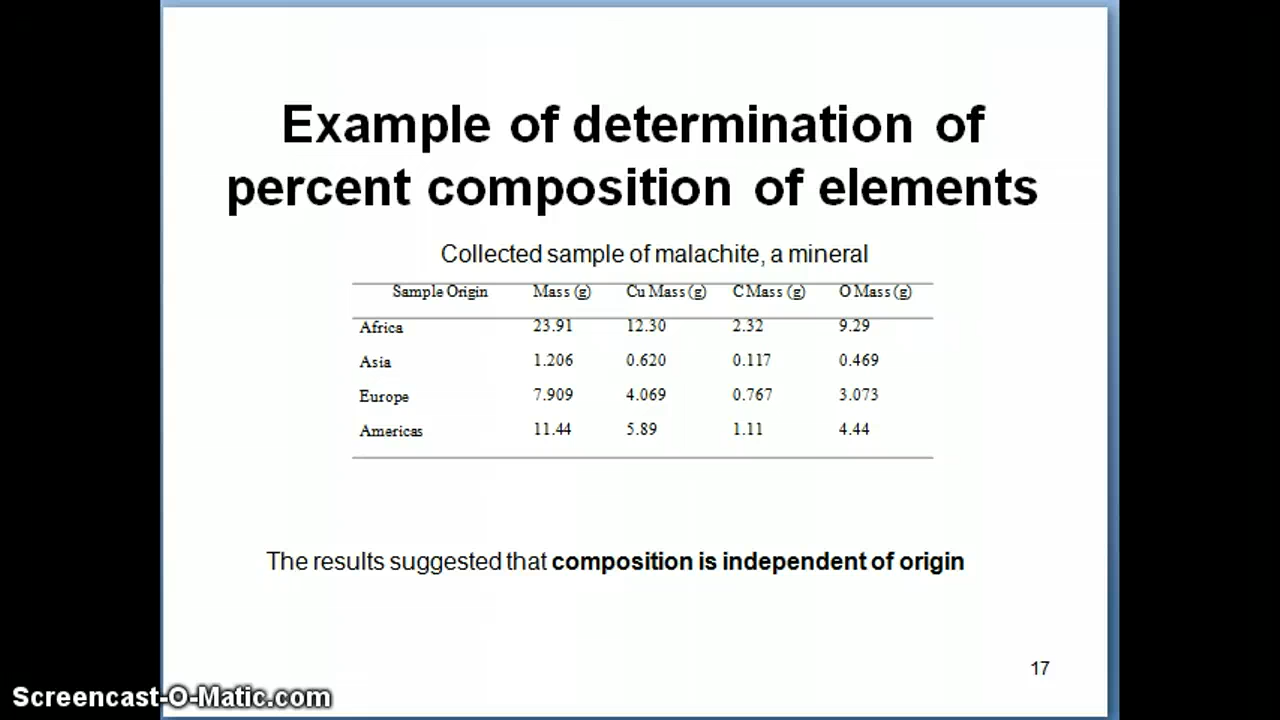 Example of determination of
percent composition of elements
Collected sample of malachite, a mineral
Sample Origin Mass (g) Cu Mass (g) C Mass (g) O Mass (g)
Africa 23.91 12.30 2.32 9.29
Asia 1.206 0.620 0.117 0.469
Europe 7.909 4.069 0.767 3.073
Americas 11.44 5.89 1.11 4.44
The results suggested that composition is independent of origin
17
Screencast-O-Matic.com